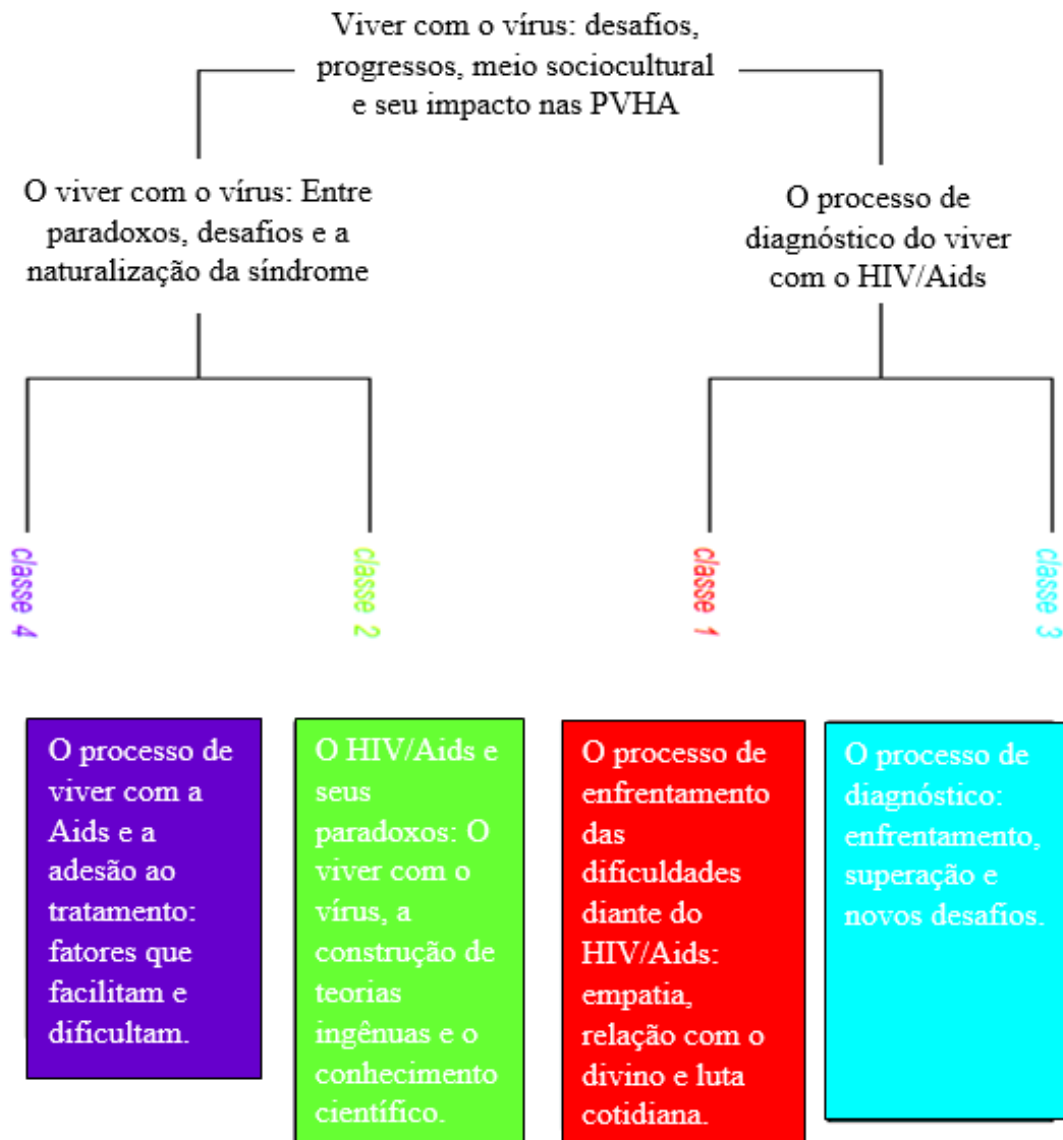 Viver com o vírus: desafios,
progressos, meio sociocultural
e seu impacto nas PVHA
O viver com o vírus: Entre
paradoxos, desafios e a
naturalização da síndrome
O processo de
diagnóstico do viver
com o HIV/Aids
classe 4
classe 2
classe 1
classe 3
O processo de
viver com a
Aids e a
adesão ao
tratamento:
fatores que
facilitam e
dificultam.
O HIV/Aids e
seus
paradoxos: O
viver com o
vírus, a
construção de
teorias
ingênuas e o
conhecimento
científico.
O processo de
enfrentamento
das
dificuldades
diante do
HIV/Aids:
empatia,
relação com o
divino e luta
cotidiana.
O processo de
diagnóstico:
enfrentamento,
superação e
novos desafios.